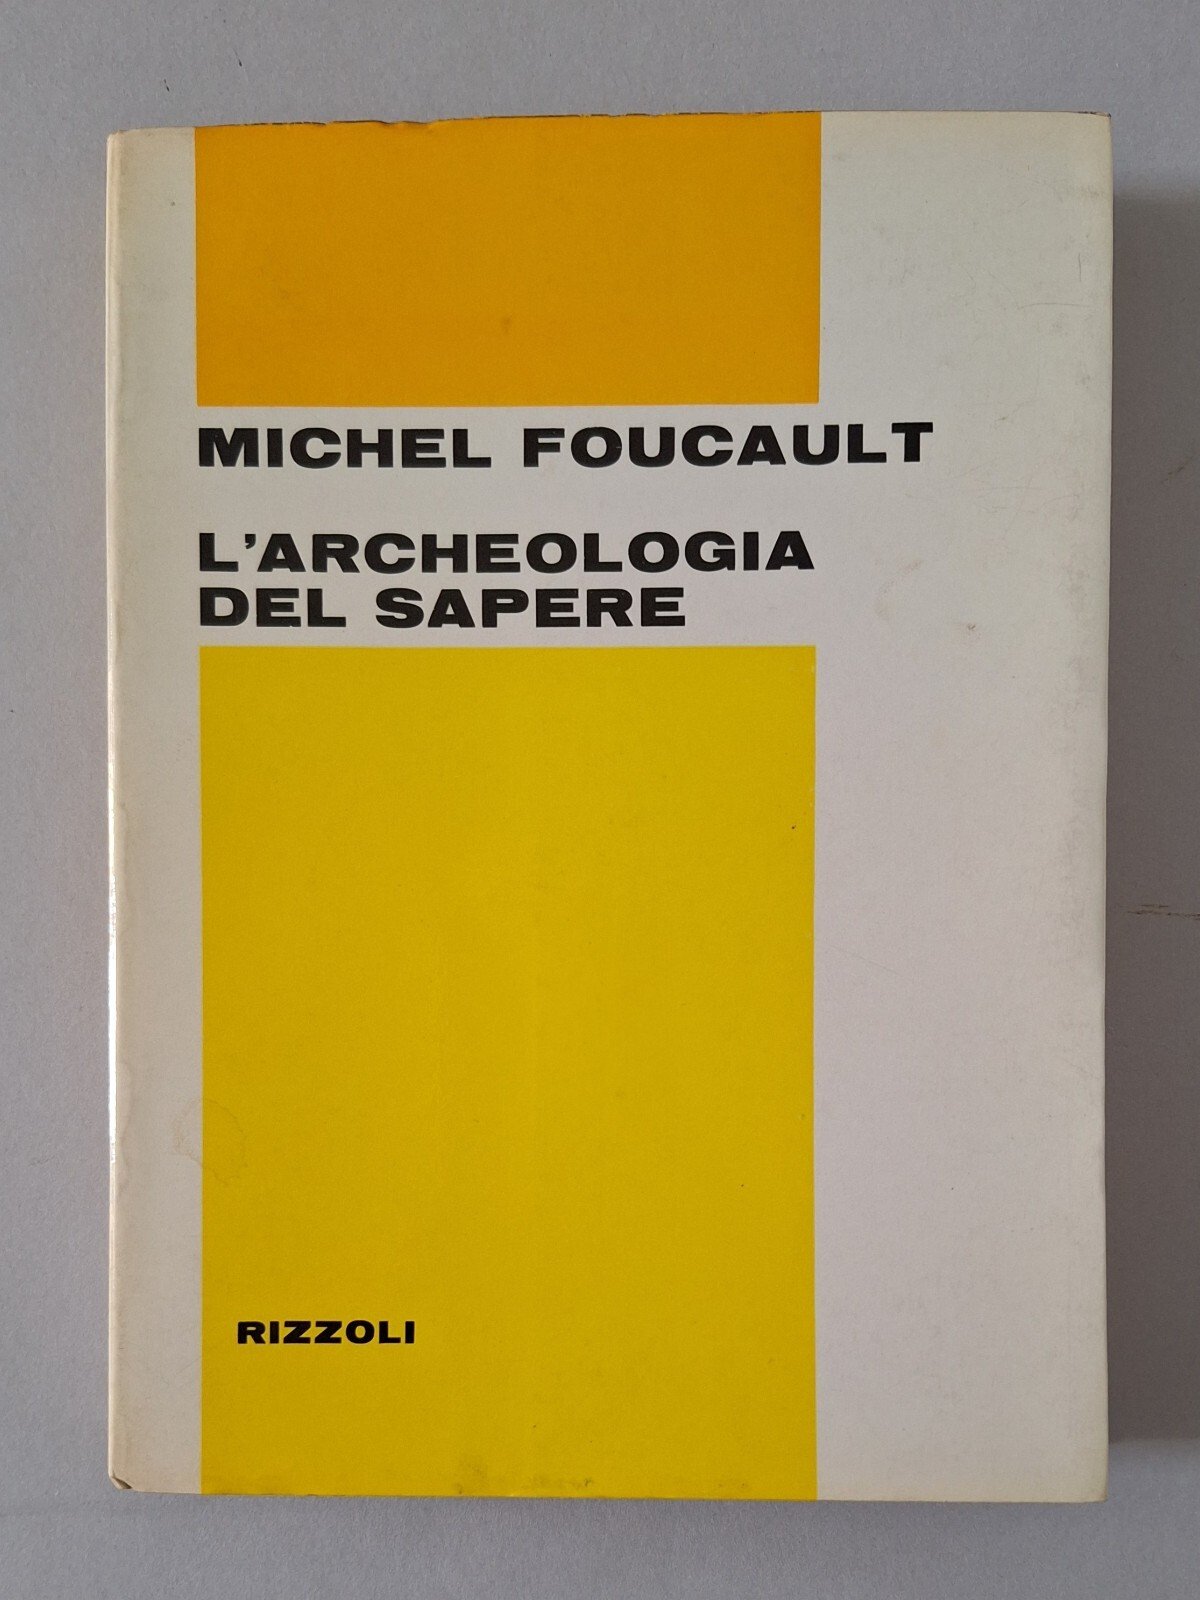 MICHEL FOUCAULT
L'ARCHEOLOGIA
DEL SAPERE
RIZZOLI